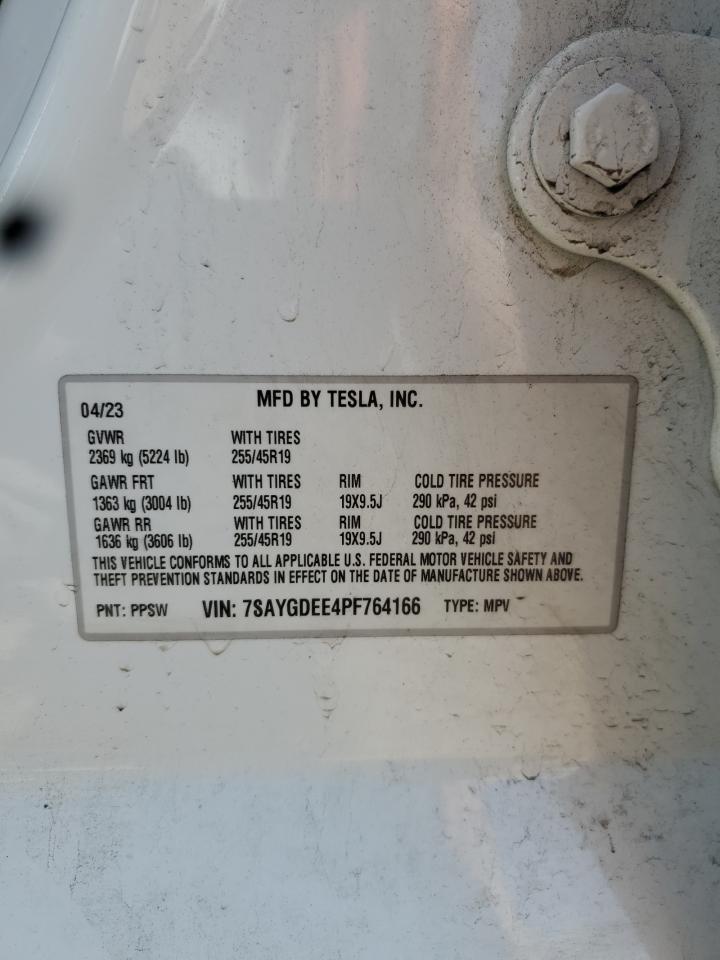 04/23 MFD BY TESLA, INC.
GVWR WITH TIRES
2369 kg (5224 lb) 255/45R19
GAWR FRT WITH TIRES RIM COLD TIRE PRESSURE
1363 kg (3004 lb) 255/45R19 19X9.5J 290 kPa, 42 psi
GAWR RR WITH TIRES RIM COLD TIRE PRESSURE
1636 kg (3606 lb) 255/45R19 19X9.5J 290 kPa, 42 psi
THIS VEHICLE CONFORMS TO ALL APPLICABLE U.S. FEDERAL MOTOR VEHICLE SAFETY AND
THEFT PREVENTION STANDARDS IN EFFECT ON THE DATE OF MANUFACTURE SHOWN ABOVE.
PNT: PPSW VIN: 7SAYGDEE4PF764166 TYPE: MPV